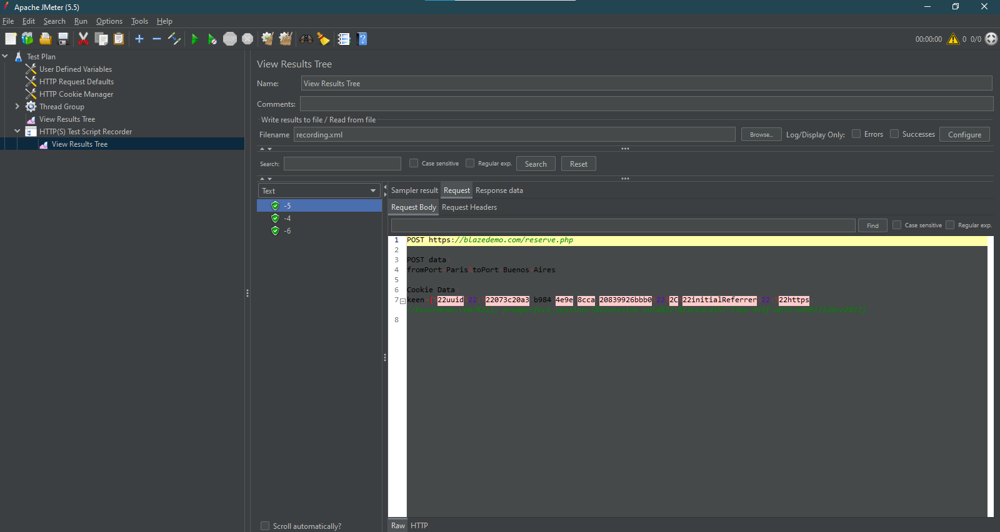 Apache JMeter (5.5)
File Edit Search Run Options Tools Help
00:00:00 0 0/0
Test Plan
User Defined Variables
HTTP Request Defaults
HTTP Cookie Manager
Thread Group
View Results Tree
HTTP(S) Test Script Recorder
View Results Tree
View Results Tree
Name: View Results Tree
Comments:
Write results to file / Read from file
Filename recording.xml Browse... Log/Display Only: Errors Successes Configure
Search: Case sensitive Regular exp. Search Reset
Text
-5
-4
-6
Scroll automatically?
Sampler result Request Response data
Request Body Request Headers
Find Case sensitive Regular exp.
1 POST https://blazedemo.com/reserve.php
2
3 POST data
4 fromPort Paris toPort Buenos Aires
5
6 Cookie Data
7 keen { 22uuid 22 22073c20a3 b984 4e9e 8cca 20839926bbb0 22 2C 22initialReferrer 22 22https
8
Raw HTTP